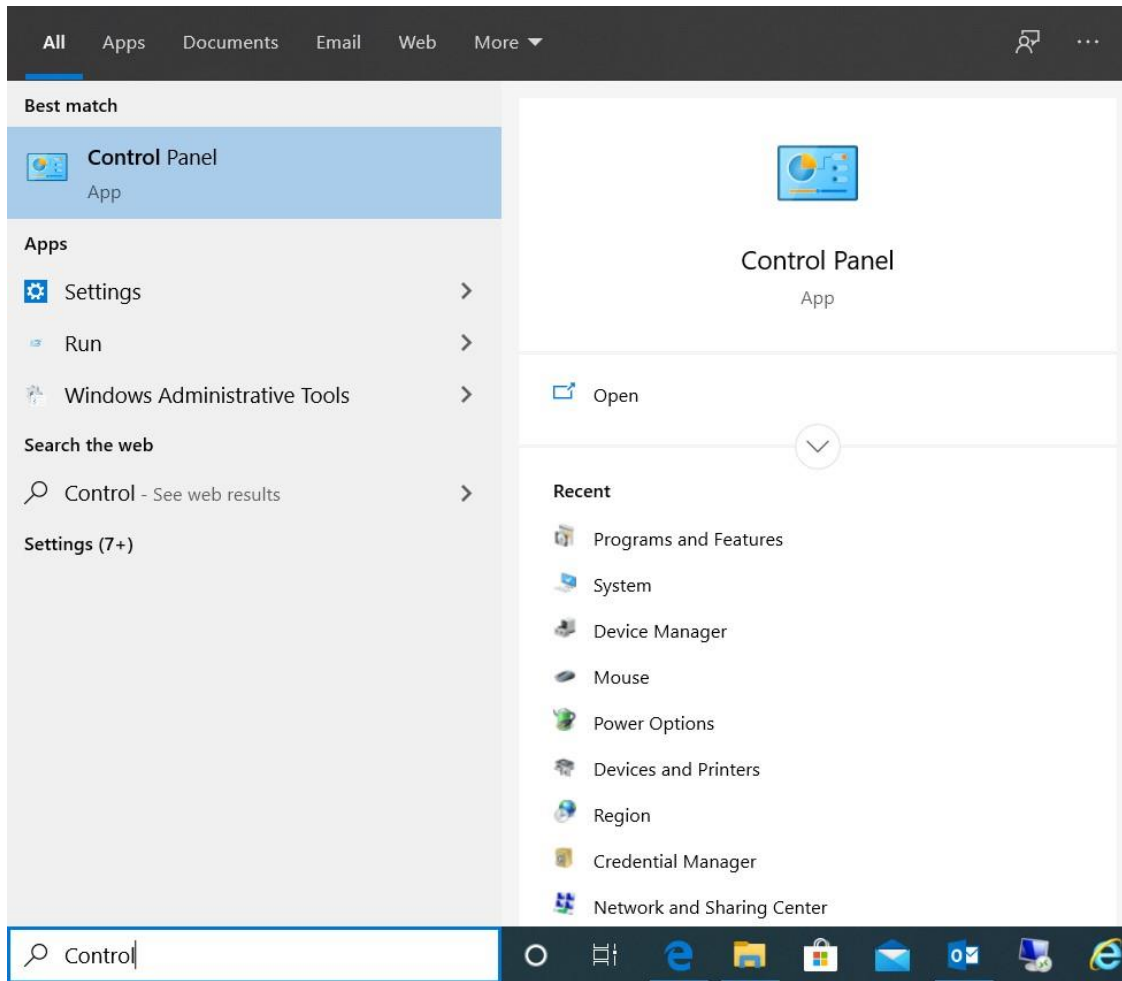 All Apps Documents Email Web More
Best match
Control Panel
App
Apps
Settings
Run
Windows Administrative Tools
Search the web
Control - See web results
Settings (7+)
Control Panel
App
Open
Recent
Programs and Features
System
Device Manager
Mouse
Power Options
Devices and Printers
Region
Credential Manager
Network and Sharing Center
Control